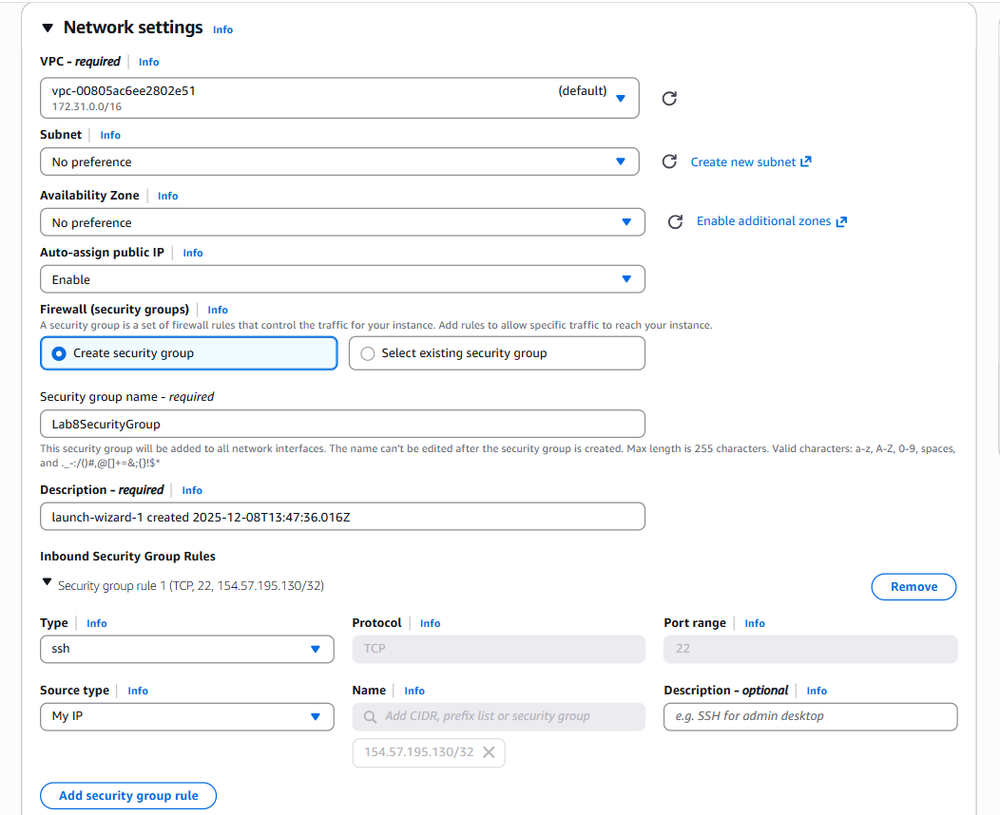 Network settings Info
VPC - required Info
vpc-00805ac6ee2802e51 (default)
172.31.0.0/16
Subnet Info
No preference Create new subnet
Availability Zone Info
No preference Enable additional zones
Auto-assign public IP Info
Enable
Firewall (security groups) Info
A security group is a set of firewall rules that control the traffic for your instance. Add rules to allow specific traffic to reach your instance.
Create security group Select existing security group
Security group name - required
Lab8SecurityGroup
This security group will be added to all network interfaces. The name can't be edited after the security group is created. Max length is 255 characters. Valid characters: a-z, A-Z, 0-9, spaces,
and ._-:/()#,@[]+=&;{}!$*
Description - required Info
launch-wizard-1 created 2025-12-08T13:47:36.016Z
Inbound Security Group Rules
Security group rule 1 (TCP, 22, 154.57.195.130/32) Remove
Type Info Protocol Info Port range Info
ssh TCP 22
Source type Info Name Info Description - optional Info
My IP Add CIDR, prefix list or security group e.g. SSH for admin desktop
154.57.195.130/32
Add security group rule